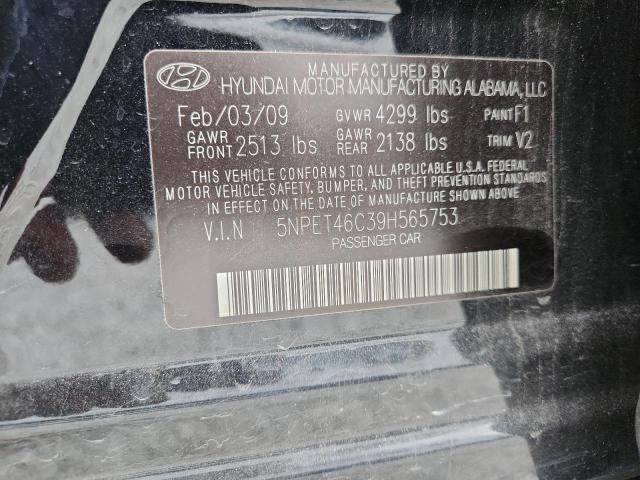 MANUFACTURED BY
HYUNDAI MOTOR MANUFACTURING ALABAMA, LLC
Feb/03/09 GVWR 4299 lbs PAINT F1
GAWR FRONT 2513 lbs GAWR REAR 2138 lbs TRIM V2
THIS VEHICLE CONFORMS TO ALL APPLICABLE U.S.A. FEDERAL
MOTOR VEHICLE SAFETY, BUMPER, AND THEFT PREVENTION STANDARDS
IN EFFECT ON THE DATE OF MANUFACTURE SHOWN ABOVE.
V.I.N 5NPET46C39H565753
PASSENGER CAR